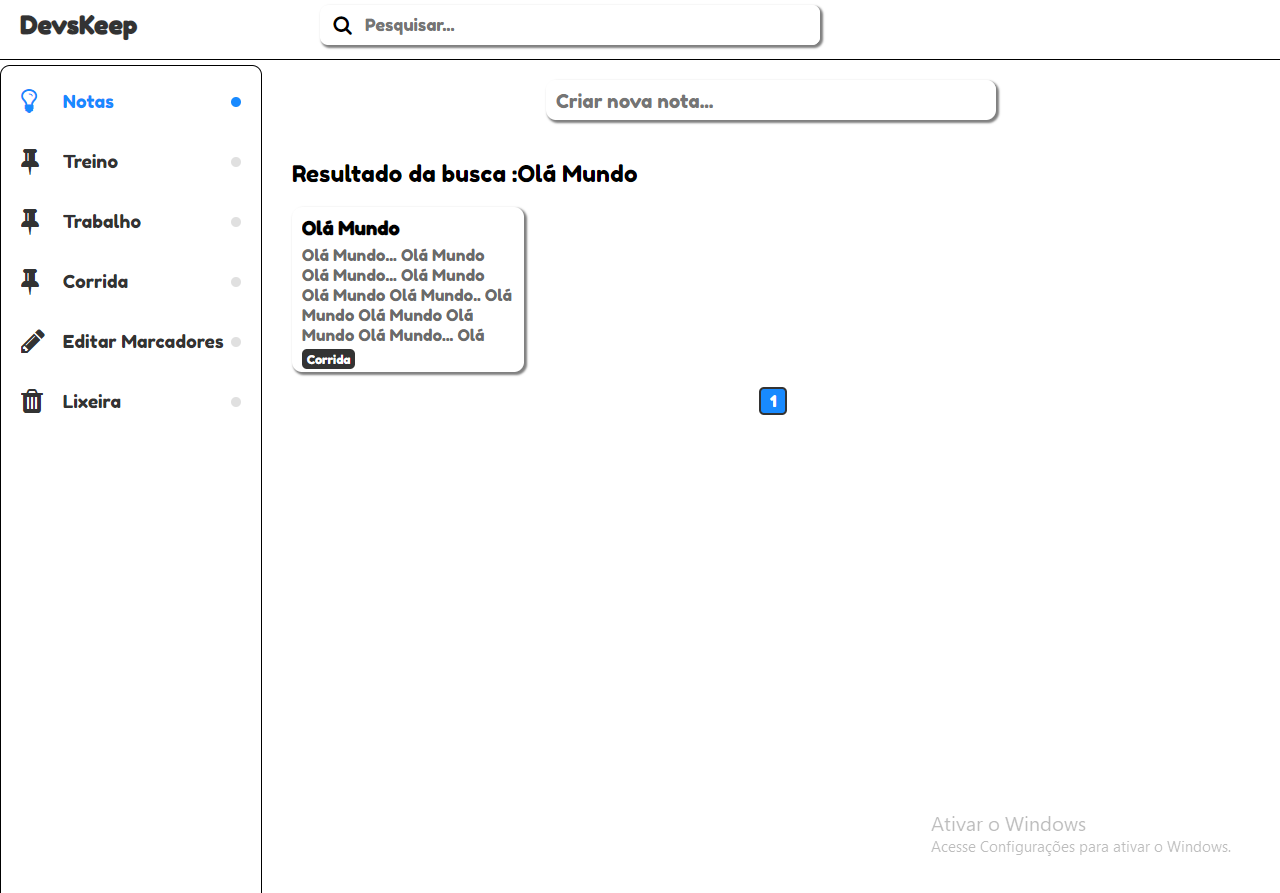 DevsKeep
Pesquisar...
Notas
Treino
Trabalho
Corrida
Editar Marcadores
Lixeira
Criar nova nota...
Resultado da busca :Olá Mundo
Olá Mundo
Olá Mundo... Olá Mundo
Olá Mundo... Olá Mundo
Olá Mundo Olá Mundo.. Olá
Mundo Olá Mundo Olá
Mundo Olá Mundo... Olá
Corrida
1
Ativar o Windows
Acesse Configurações para ativar o Windows.